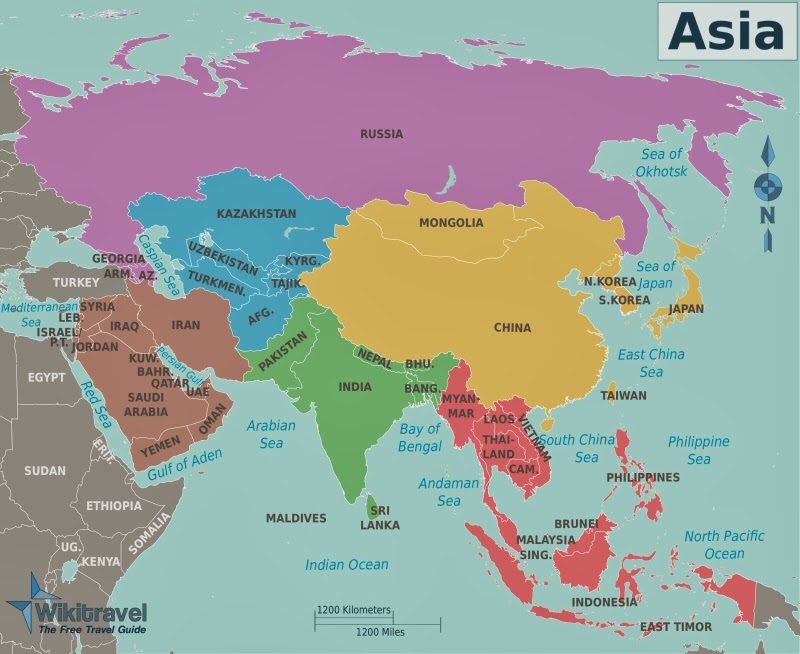 Asia
RUSSIA
Sea of
Okhotsk
N
KAZAKHSTAN
MONGOLIA
GEORGIA
ARM.
AZ.
Caspian Sea
UZBEKISTAN
KYRG.
TURKMEN.
TAJIK.
TURKEY
N.KOREA
S.KOREA
Sea of
Japan
JAPAN
Mediterranean
Sea
SYRIA
LEB.
ISRAEL/
P.T.
JORDAN
IRAQ
IRAN
AFG.
CHINA
PAKISTAN
NEPAL
BHU.
East China
Sea
KUW.
BAHR.
QATAR
UAE
Persian Gulf
EGYPT
SAUDI
ARABIA
Red Sea
OMAN
INDIA
BANG.
MYAN-
MAR
TAIWAN
LAOS
VIETNAM
THAI-
LAND
CAM.
Arabian
Sea
Bay of
Bengal
South China
Sea
Philippine
Sea
YEMEN
ERIT.
Gulf of Aden
SUDAN
Andaman
Sea
PHILIPPINES
ETHIOPIA
SOMALIA
MALDIVES
SRI
LANKA
BRUNEI
MALAYSIA
SING.
North Pacific
Ocean
UG.
KENYA
Indian Ocean
INDONESIA
EAST TIMOR
Wikitravel
The Free Travel Guide
1200 Kilometers
1200 Miles